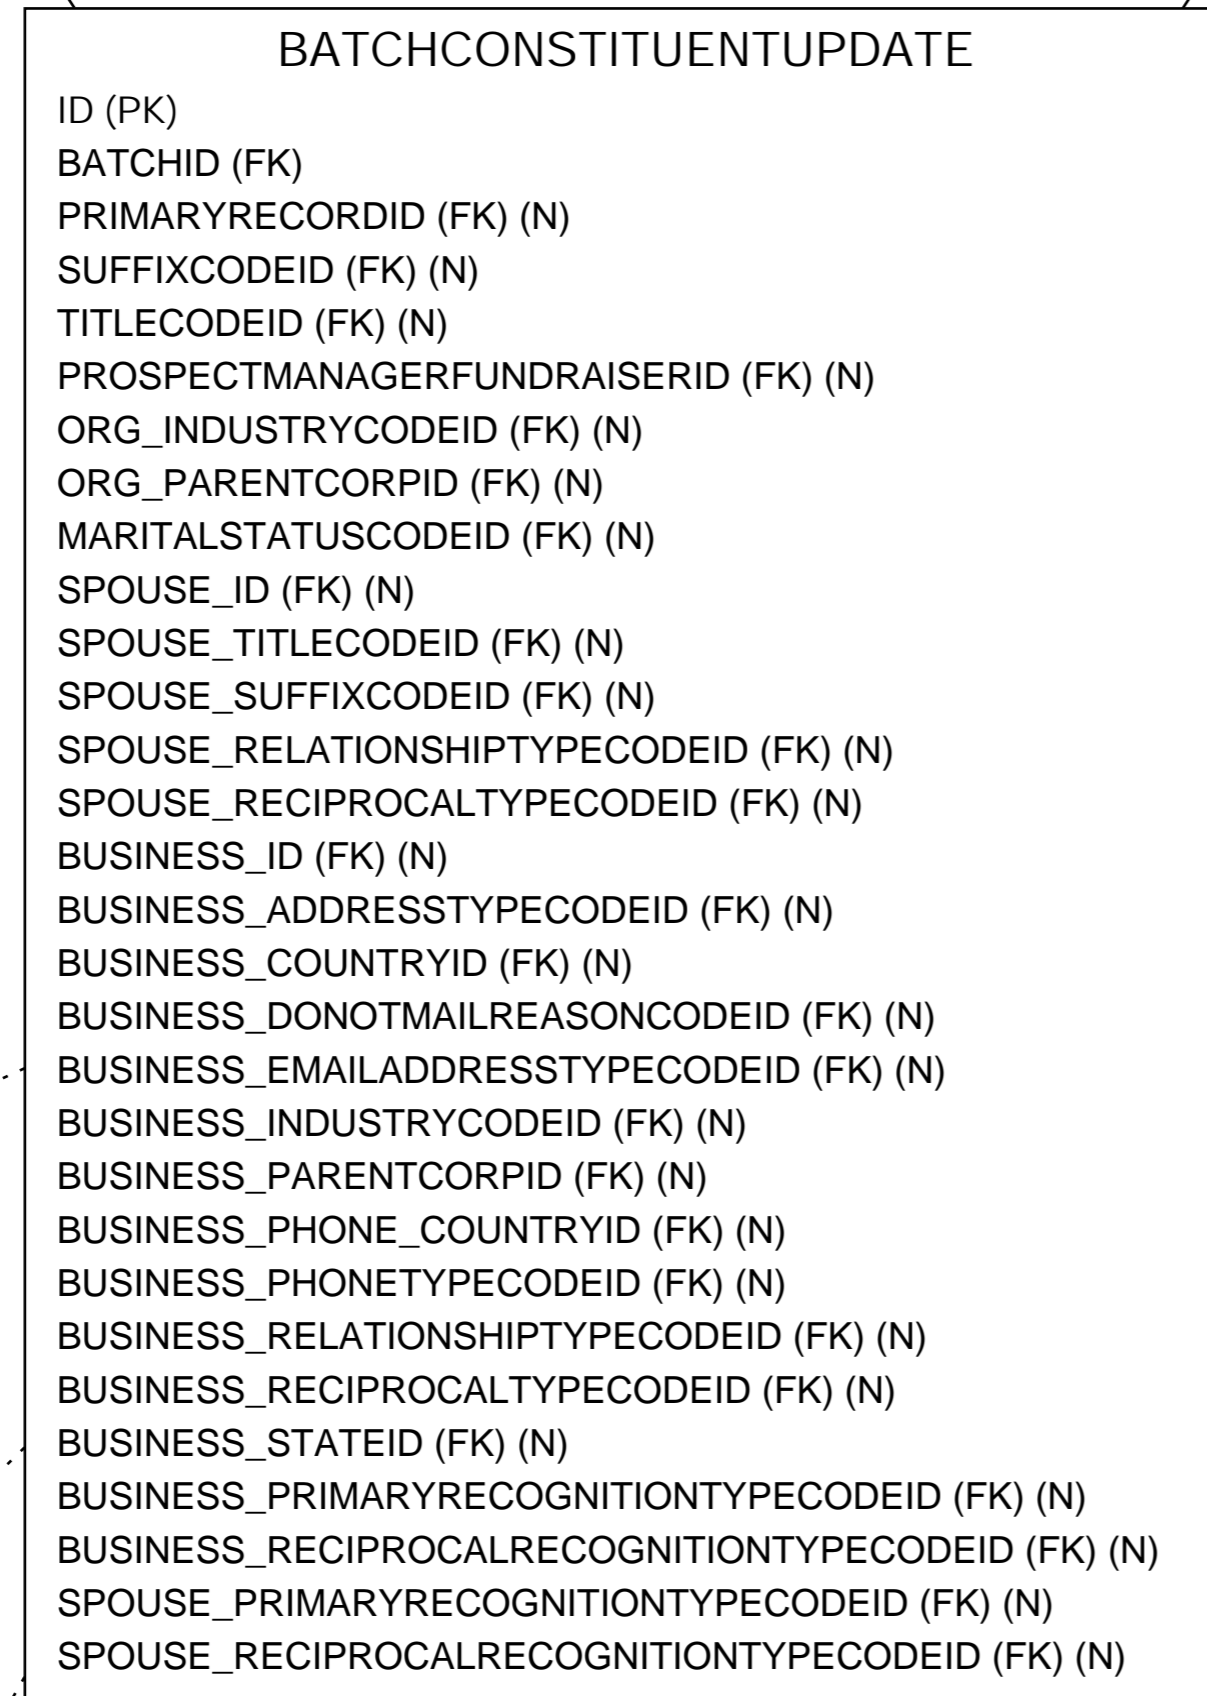 BATCHCONSTITUENTUPDATE
ID (PK)
BATCHID (FK)
PRIMARYRECORDID (FK) (N)
SUFFIXCODEID (FK) (N)
TITLECODEID (FK) (N)
PROSPECTMANAGERFUNDRAISERID (FK) (N)
ORG_INDUSTRYCODEID (FK) (N)
ORG_PARENTCORPID (FK) (N)
MARITALSTATUSCODEID (FK) (N)
SPOUSE_ID (FK) (N)
SPOUSE_TITLECODEID (FK) (N)
SPOUSE_SUFFIXCODEID (FK) (N)
SPOUSE_RELATIONSHIPTYPECODEID (FK) (N)
SPOUSE_RECIPROCALTYPECODEID (FK) (N)
BUSINESS_ID (FK) (N)
BUSINESS_ADDRESSTYPECODEID (FK) (N)
BUSINESS_COUNTRYID (FK) (N)
BUSINESS_DONOTMAILREASONCODEID (FK) (N)
BUSINESS_EMAILADDRESSTYPECODEID (FK) (N)
BUSINESS_INDUSTRYCODEID (FK) (N)
BUSINESS_PARENTCORPID (FK) (N)
BUSINESS_PHONE_COUNTRYID (FK) (N)
BUSINESS_PHONETYPECODEID (FK) (N)
BUSINESS_RELATIONSHIPTYPECODEID (FK) (N)
BUSINESS_RECIPROCALTYPECODEID (FK) (N)
BUSINESS_STATEID (FK) (N)
BUSINESS_PRIMARYRECOGNITIONTYPECODEID (FK) (N)
BUSINESS_RECIPROCALRECOGNITIONTYPECODEID (FK) (N)
SPOUSE_PRIMARYRECOGNITIONTYPECODEID (FK) (N)
SPOUSE_RECIPROCALRECOGNITIONTYPECODEID (FK) (N)